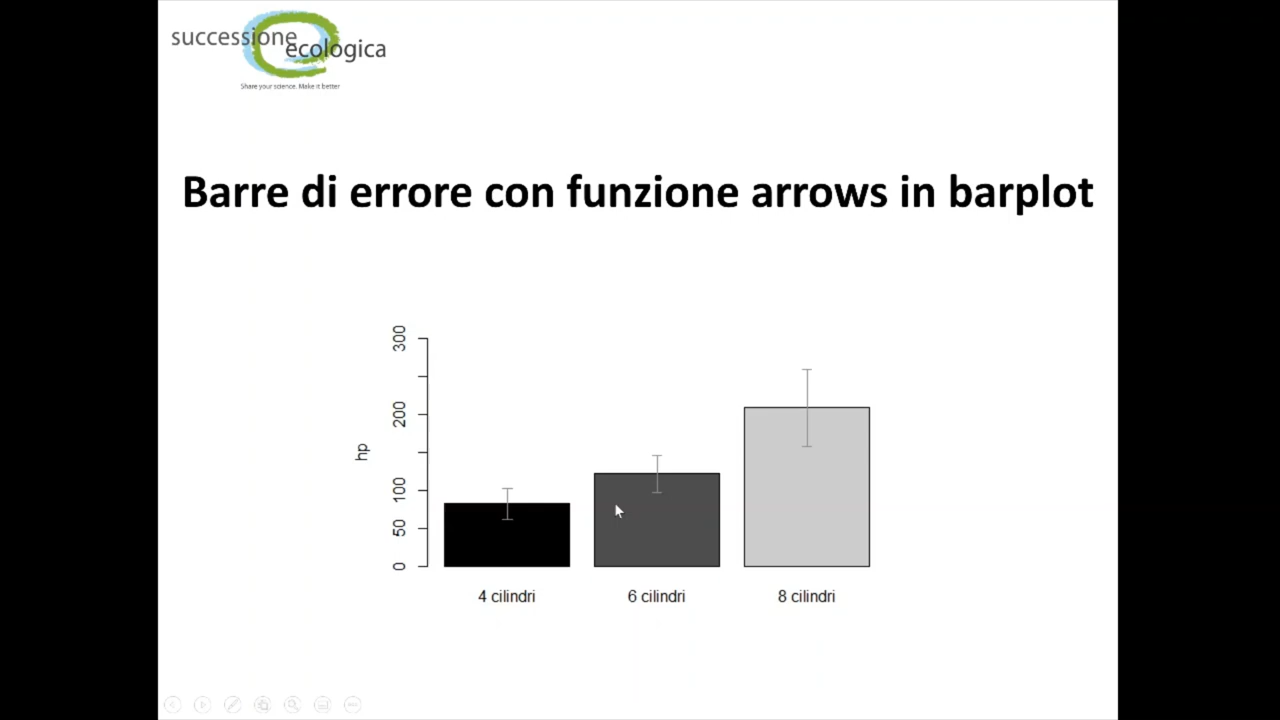 successione
ecologica
Share your science. Make it better
Barre di errore con funzione arrows in barplot
300
200
100
50
0
hp
4 cilindri 6 cilindri 8 cilindri